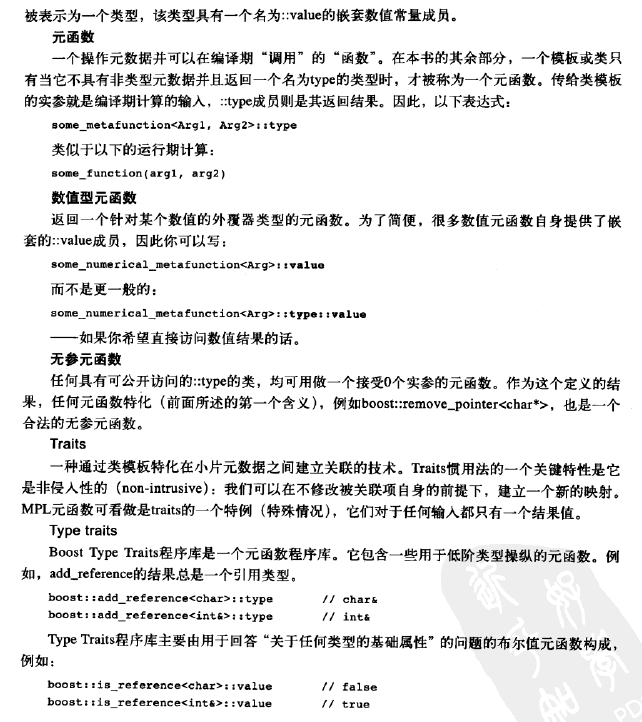 被表示为一个类型，该类型具有一个名为::value的嵌套数值常量成员。
元函数
一个操作元数据并可以在编译期“调用”的“函数”。在本书的其余部分，一个模板或类只
有当它不具有非类型元数据并且返回一个名为type的类型时，才被称为一个元函数。传给类模板
的实参就是编译期计算的输入，::type成员则是其返回结果。因此，以下表达式：
some_metafunction<Arg1, Arg2>::type
类似于以下的运行期计算：
some_function(arg1, arg2)
数值型元函数
返回一个针对某个数值的外覆器类型的元函数。为了简便，很多数值元函数自身提供了嵌
套的::value成员，因此你可以写：
some_numerical_metafunction<Arg>::value
而不是更一般的：
some_numerical_metafunction<Arg>::type::value
——如果你希望直接访问数值结果的话。
无参元函数
任何具有可公开访问的::type的类，均可用做一个接受0个实参的元函数。作为这个定义的结
果，任何元函数特化（前面所述的第一个含义），例如boost::remove_pointer<char*>，也是一个
合法的无参元函数。
Traits
一种通过类模板特化在小片元数据之间建立关联的技术。Traits惯用法的一个关键特性是它
是非侵入性的（non-intrusive）：我们可以在不修改被关联项自身的前提下，建立一个新的映射。
MPL元函数可看做是traits的一个特例（特殊情况），它们对于任何输入都只有一个结果值。
Type traits
Boost Type Traits程序库是一个元函数程序库。它包含一些用于低阶类型操纵的元函数。例
如，add_reference的结果总是一个引用类型。
boost::add_reference<char>::type // char&
boost::add_reference<int&>::type // int&
Type Traits程序库主要由用于回答“关于任何类型的基础属性”的问题的布尔值元函数构成，
例如：
boost::is_reference<char>::value // false
boost::is_reference<int&>::value // true